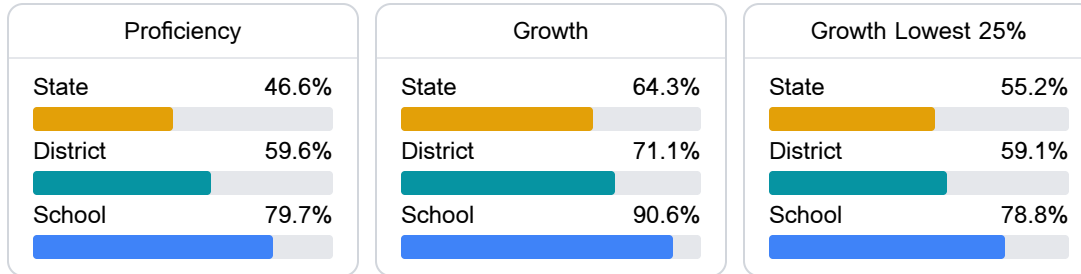 Proficiency
State 46.6%
District 59.6%
School 79.7%
Growth
State 64.3%
District 71.1%
School 90.6%
Growth Lowest 25%
State 55.2%
District 59.1%
School 78.8%